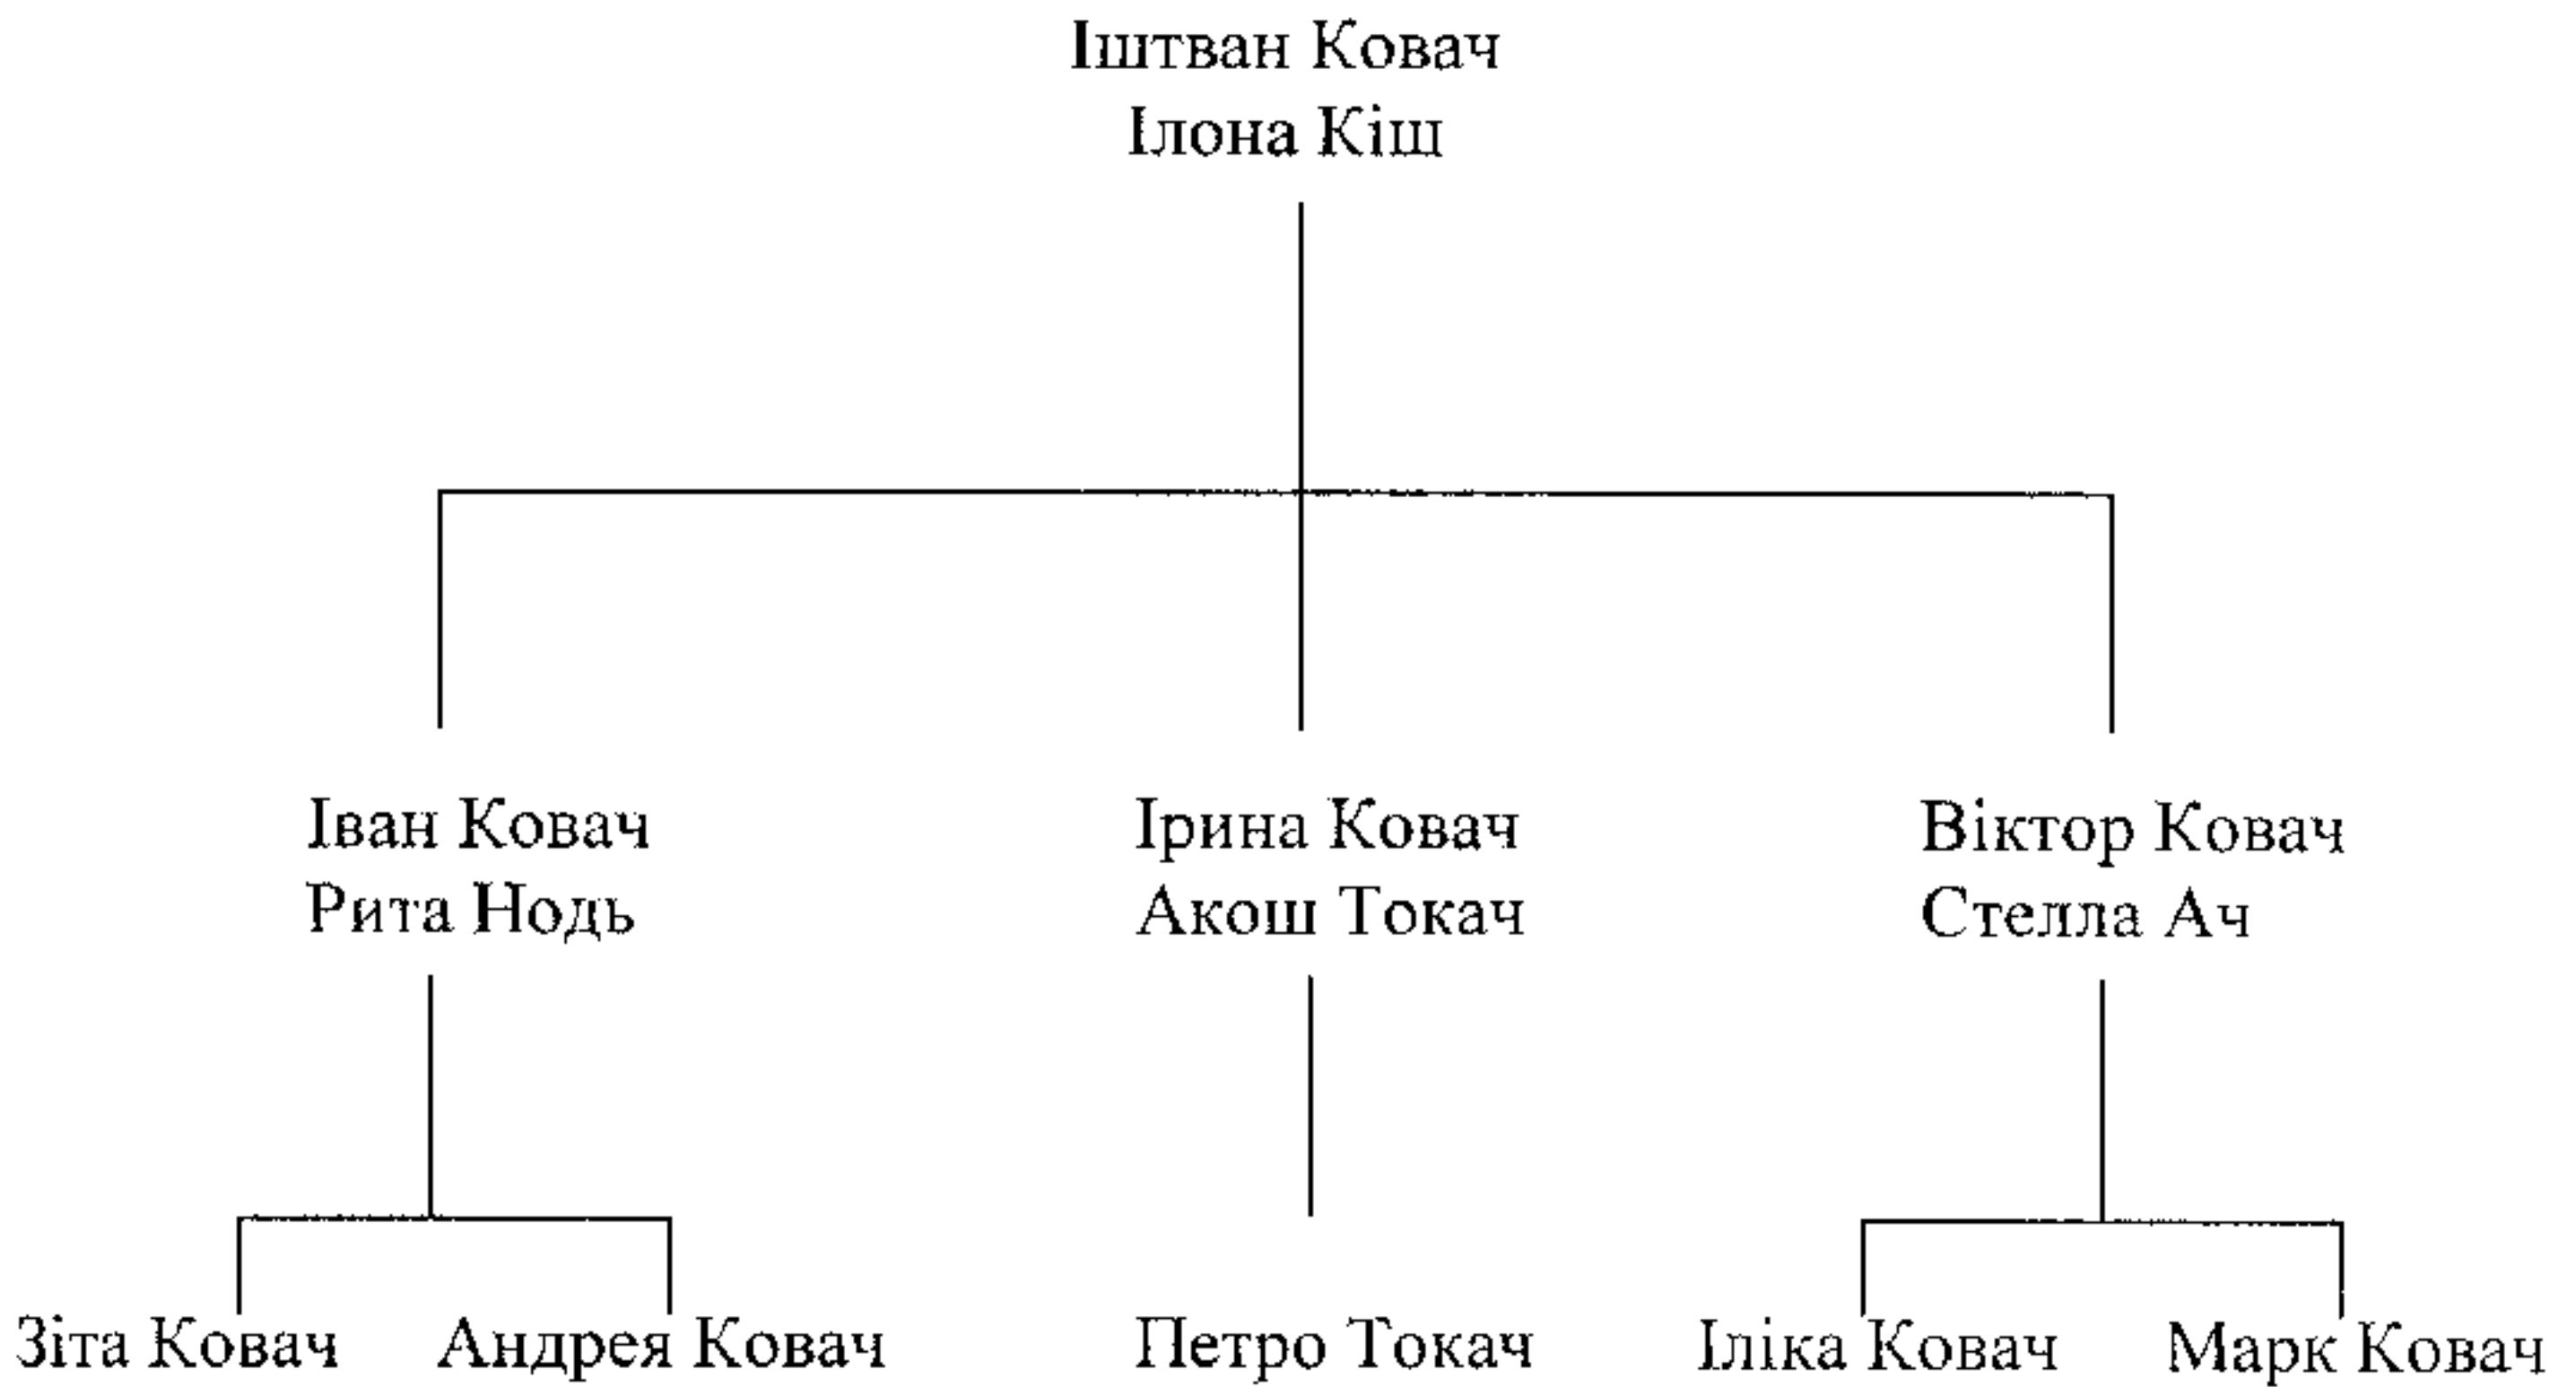 Іштван Ковач
Ілона Кіш
Іван Ковач
Рита Нодь
Ірина Ковач
Акош Токач
Віктор Ковач
Стелла Ач
Зіта Ковач
Андрея Ковач
Петро Токач
Іліка Ковач
Марк Ковач